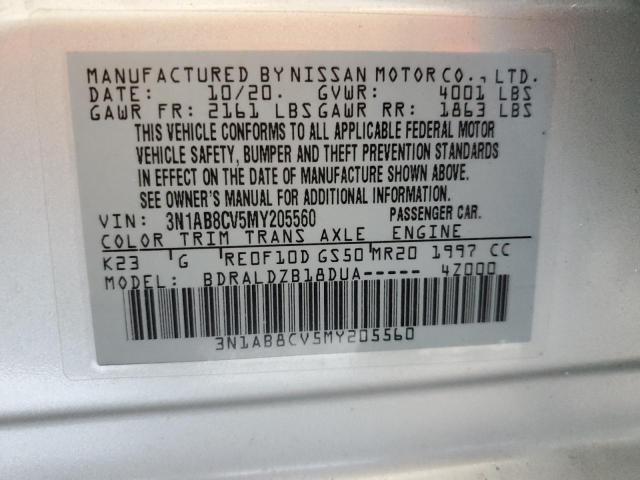 MANUFACTURED BY NISSAN MOTOR CO., LTD.
DATE: 10/20. GVWR: 4001 LBS
GAWR FR: 2161 LBS GAWR RR: 1863 LBS
THIS VEHICLE CONFORMS TO ALL APPLICABLE FEDERAL MOTOR
VEHICLE SAFETY, BUMPER AND THEFT PREVENTION STANDARDS
IN EFFECT ON THE DATE OF MANUFACTURE SHOWN ABOVE.
SEE OWNER'S MANUAL FOR ADDITIONAL INFORMATION.
VIN: 3N1AB8CV5MY205560 PASSENGER CAR.
COLOR TRIM TRANS AXLE ENGINE
K23 G RE0F10D GS50 MR20 1997 CC
MODEL: BDRALDZB18DUA----- 4Z000
3N1AB8CV5MY205560